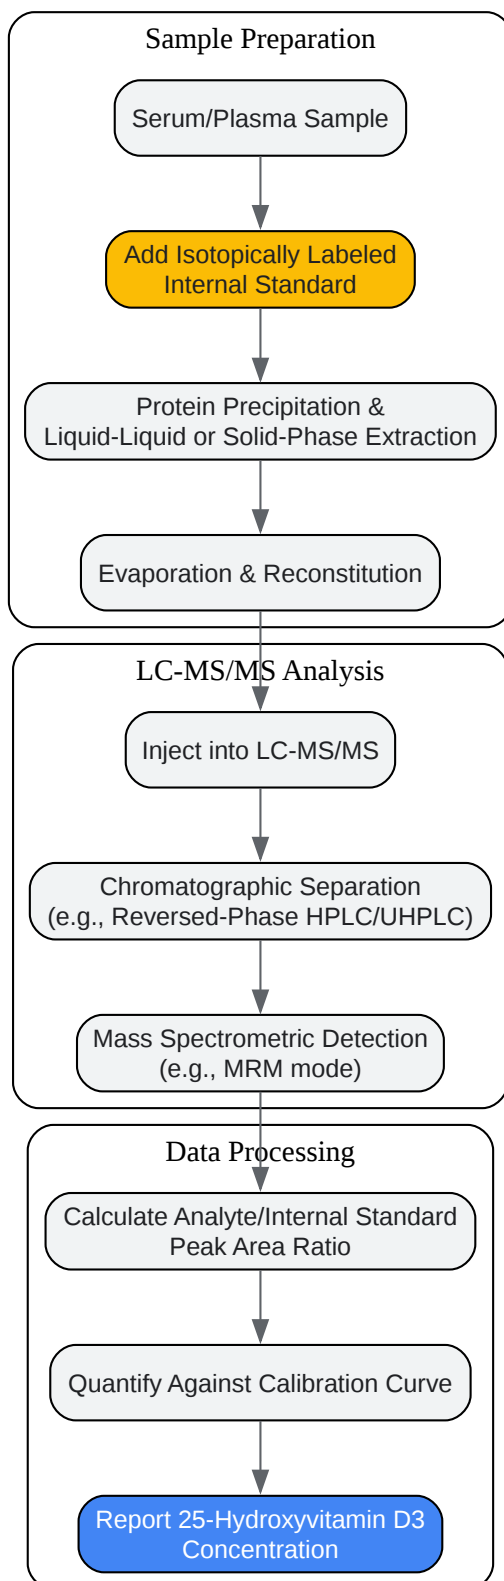 Sample Preparation
Serum/Plasma Sample
Add Isotopically Labeled
Internal Standard
Protein Precipitation &
Liquid-Liquid or Solid-Phase Extraction
Evaporation & Reconstitution
LC-MS/MS Analysis
Inject into LC-MS/MS
Chromatographic Separation
(e.g., Reversed-Phase HPLC/UHPLC)
Mass Spectrometric Detection
(e.g., MRM mode)
Data Processing
Calculate Analyte/Internal Standard
Peak Area Ratio
Quantify Against Calibration Curve
Report 25-Hydroxyvitamin D3
Concentration